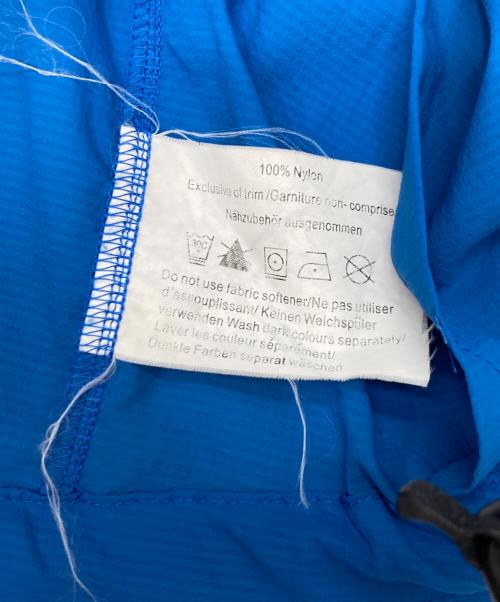 100% Nylon
Exclusive of trim/Garniture non-comprise
Nähzubehör ausgenommen
30C
Do not use fabric softener/Ne pas utiliser
d'assouplissant/Keinen Weichspüler
verwenden Wash dark colours separately/
Laver les couleur séparément/
Dunkle Farben separat waschen